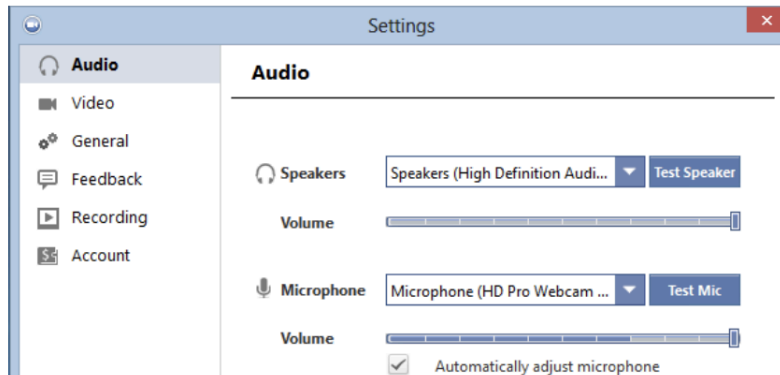 Settings
Audio
Video
General
Feedback
Recording
Account
Audio
Speakers Speakers (High Definition Audi... Test Speaker
Volume
Microphone Microphone (HD Pro Webcam ... Test Mic
Volume
Automatically adjust microphone